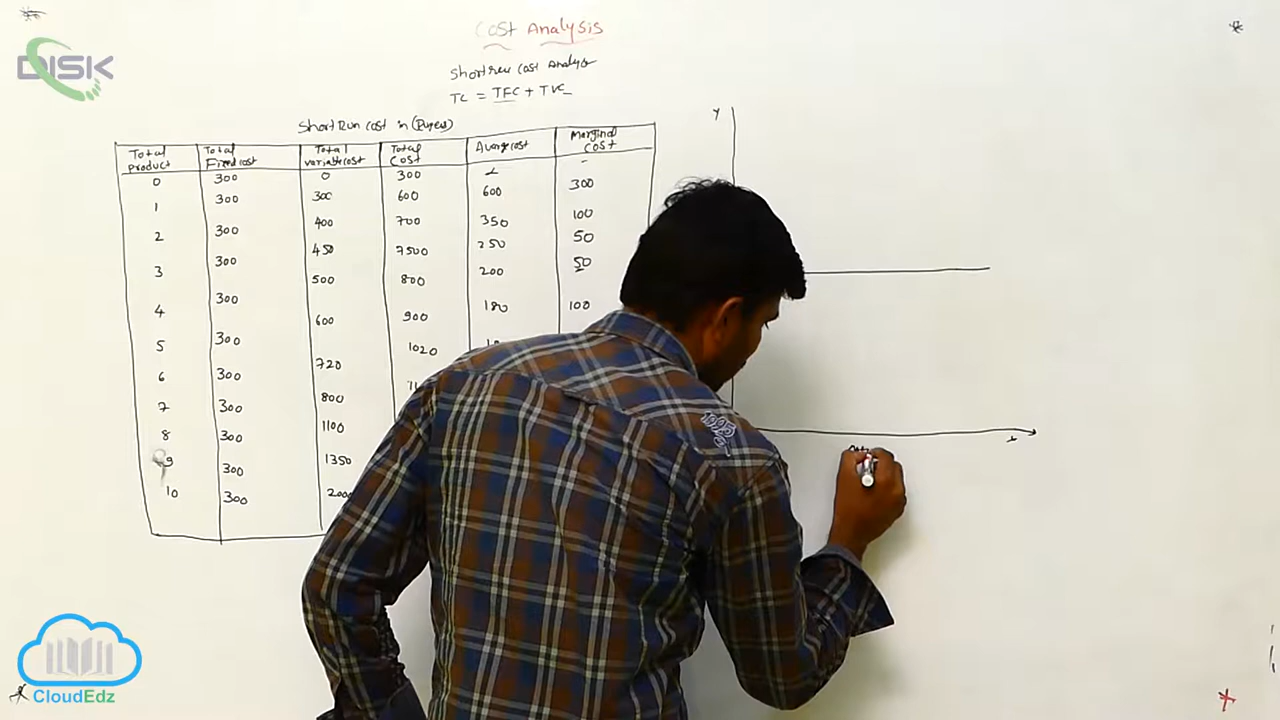 Cost Analysis
DISK
Short run cost Analysis
TC = TFC + TVC
Short Run cost in (Rupees)
Total product | Total Fixed cost | Total variable cost | Total Cost | Average cost | Marginal Cost
0 300 0 300 -
1 300 300 600 600 300
2 300 400 700 350 100
3 300 450 7500 250 50
4 300 500 800 200 50
5 300 600 900 180 100
6 300 720 1020
7 300 800
8 300 1100
9 300 1350
10 300 2000
Y
x
1995
CloudEdz